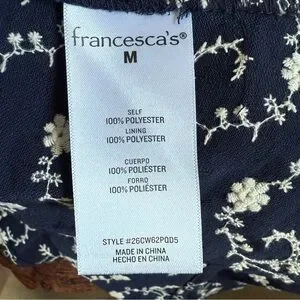 francesca's®
M
SELF
100% POLYESTER
LINING
100% POLYESTER
CUERPO
100% POLIÉSTER
FORRO
100% POLIÉSTER
STYLE #26CW62PQD5
MADE IN CHINA
HECHO EN CHINA